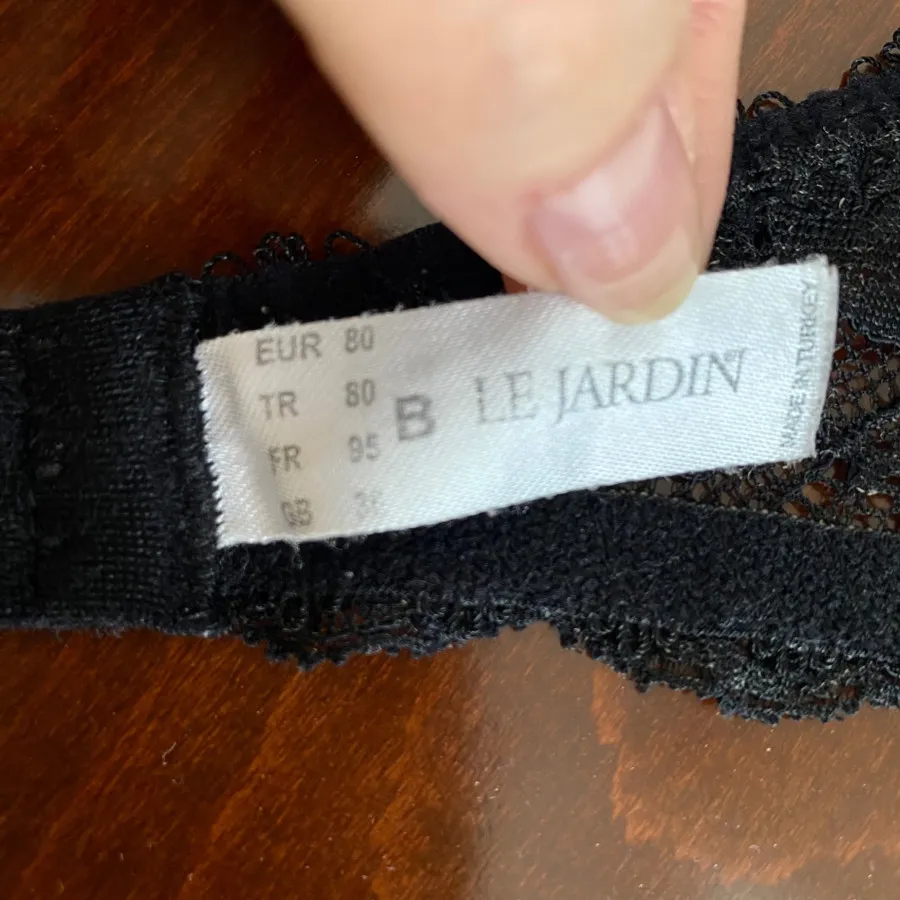 EUR 80
TR 80
FR 95
GB
B
LE JARDIN
MADE IN TURKEY